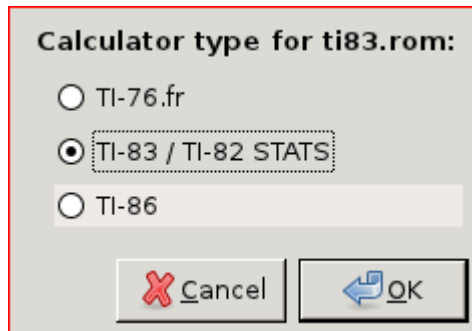 Calculator type for ti83.rom:
TI-76.fr
TI-83 / TI-82 STATS
TI-86
Cancel
OK